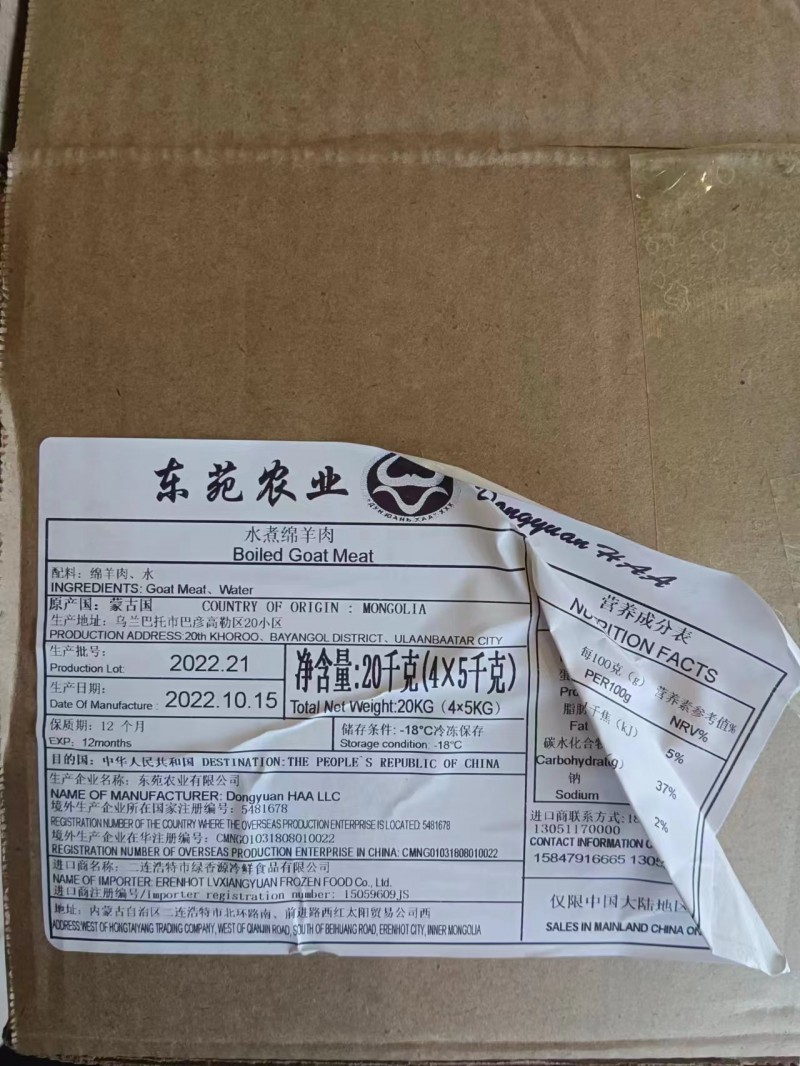 东苑农业
Dongyuan HAA
水煮绵羊肉
Boiled Goat Meat
配料：绵羊肉、水
INGREDIENTS: Goat Meat、Water
原产国：蒙古国 COUNTRY OF ORIGIN : MONGOLIA
生产地址：乌兰巴托市巴彦高勒区20小区
PRODUCTION ADDRESS:20th KHOROO、BAYANGOL DISTRICT、ULAANBAATAR CITY
生产批号：
Production Lot: 2022.21
生产日期：
Date Of Manufacture : 2022.10.15
净含量:20千克(4×5千克)
Total Net Weight:20KG (4×5KG)
保质期：12 个月
EXP: 12months
储存条件: -18°C冷冻保存
Storage condition: -18°C
目的国：中华人民共和国 DESTINATION:THE PEOPLE`S REPUBLIC OF CHINA
生产企业名称：东苑农业有限公司
NAME OF MANUFACTURER: Dongyuan HAA LLC
境外生产企业所在国家注册编号：5481678
REGISTRATION NUMBER OF THE COUNTRY WHERE THE OVERSEAS PRODUCTION ENTERPRISE IS LOCATED: 5481678
境外生产企业在华注册编号：CMNG01031808010022
REGISTRATION NUMBER OF OVERSEAS PRODUCTION ENTERPRISE IN CHINA: CMNG01031808010022
进口商名称：二连浩特市绿香源冷鲜食品有限公司
NAME OF IMPORTER: ERENHOT LVXIANGYUAN FROZEN FOOD Co., Ltd.
进口商注册编号/importer registration number: 15059609JS
地址：内蒙古自治区二连浩特市北环路南、前进路西红太阳贸易公司西
ADDRESS:WEST OF HONGTAIYANG TRADING COMPANY, WEST OF QIANJIN ROAD, SOUTH OF BEIHUANG ROAD, ERENHOT CITY, INNER MONGOLIA
营养成分表
NUTRITION FACTS
每100克（g） 营养素参考值%
PER100g NRV%
千焦（kJ）
5%
脂肪
Fat
37%
碳水化合物
Carbohydrat(g)
2%
钠
Sodium
进口商联系方式: 18
13051170000
CONTACT INFORMATION O
15847916665 1305
仅限中国大陆地区
SALES IN MAINLAND CHINA ON